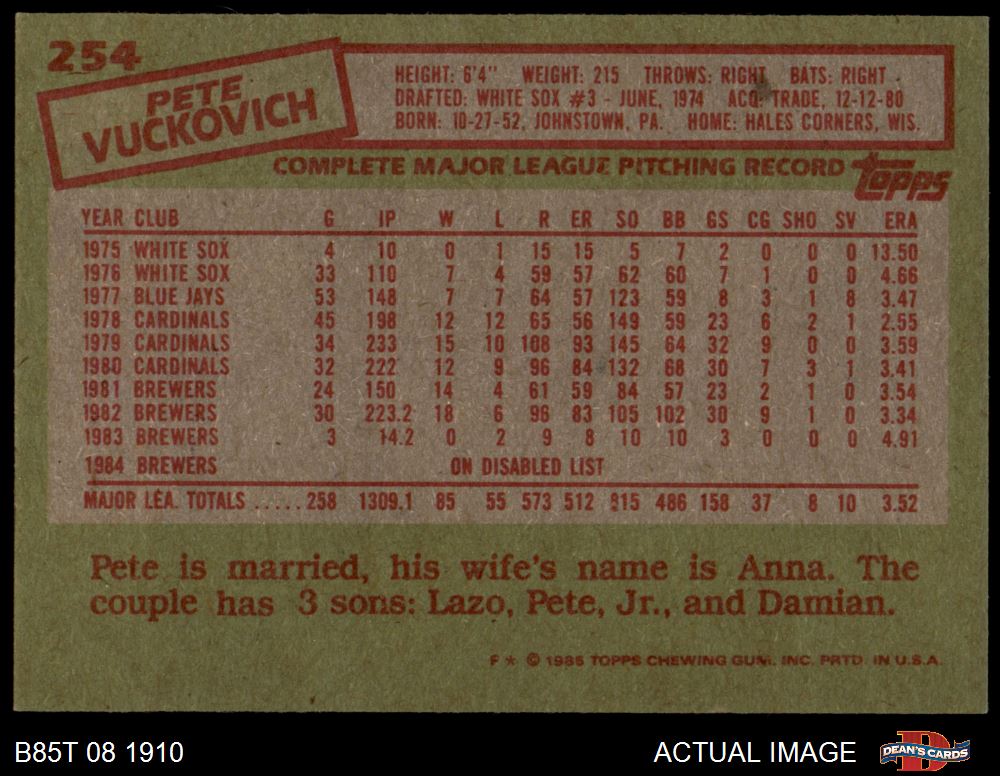 254
PETE
VUCKOVICH
HEIGHT: 6'4" WEIGHT: 215 THROWS: RIGHT BATS: RIGHT
DRAFTED: WHITE SOX #3 - JUNE, 1974 ACQ: TRADE, 12-12-80
BORN: 10-27-52, JOHNSTOWN, PA. HOME: HALES CORNERS, WIS.
COMPLETE MAJOR LEAGUE PITCHING RECORD topps
YEAR CLUB G IP W L R ER SO BB GS CG SHO SV ERA
1975 WHITE SOX 4 10 0 1 15 15 5 7 2 0 0 0 13.50
1976 WHITE SOX 33 110 7 4 59 57 62 60 7 1 0 0 4.66
1977 BLUE JAYS 53 148 7 7 64 57 123 59 8 3 1 8 3.47
1978 CARDINALS 45 198 12 12 65 56 149 59 23 6 2 1 2.55
1979 CARDINALS 34 233 15 10 108 93 145 64 32 9 0 0 3.59
1980 CARDINALS 32 222 12 9 96 84 132 68 30 7 3 1 3.41
1981 BREWERS 24 150 14 4 61 59 84 57 23 2 1 0 3.54
1982 BREWERS 30 223.2 18 6 96 83 105 102 30 9 1 0 3.34
1983 BREWERS 3 14.2 0 2 9 8 10 10 3 0 0 0 4.91
1984 BREWERS ON DISABLED LIST
MAJOR LEA. TOTALS .....258 1309.1 85 55 573 512 815 486 158 37 8 10 3.52
Pete is married, his wife's name is Anna. The
couple has 3 sons: Lazo, Pete, Jr., and Damian.
F * © 1985 TOPPS CHEWING GUM, INC. PRTD. IN U.S.A.
B85T 08 1910
ACTUAL IMAGE
DEAN'S CARDS